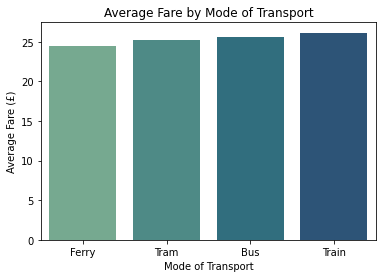 Average Fare by Mode of Transport
Average Fare (£)
25
20
15
10
5
0
Ferry Tram Bus Train
Mode of Transport